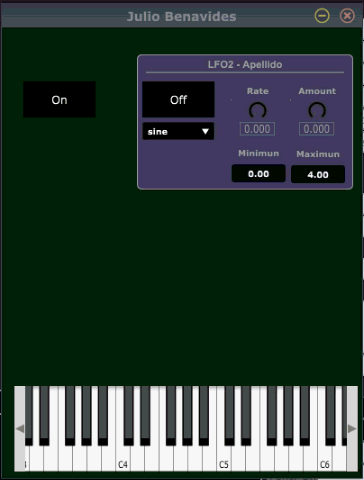 Julio Benavides
LFO2 - Apellido
On
Off
Rate
Amount
sine
0.000
0.000
Minimun
Maximun
0.00
4.00
C4
C5
C6